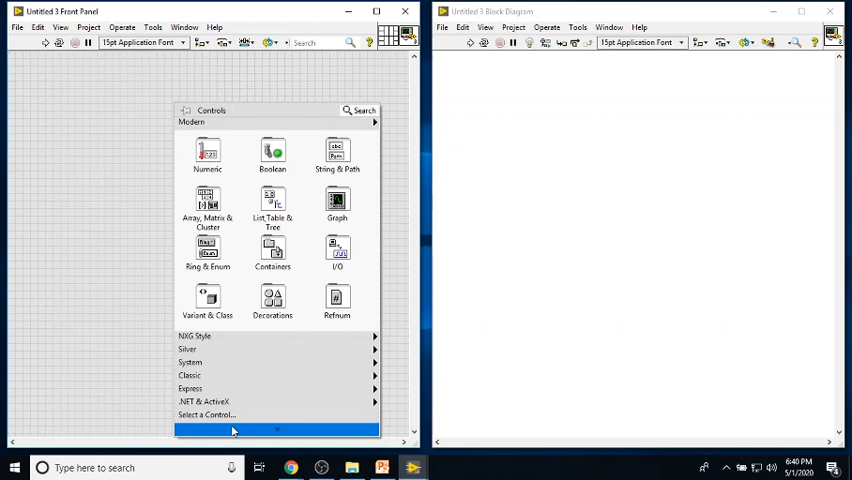 Untitled 3 Front Panel
File Edit View Project Operate Tools Window Help
15pt Application Font
Search
Controls
Search
Modern
Numeric Boolean String & Path
Array, Matrix & Cluster
List, Table & Tree
Graph
Ring & Enum Containers I/O
Variant & Class Decorations Refnum
NXG Style
Silver
System
Classic
Express
.NET & ActiveX
Select a Control...
Untitled 3 Block Diagram
File Edit View Project Operate Tools Window Help
15pt Application Font
Type here to search
6:40 PM
5/1/2020